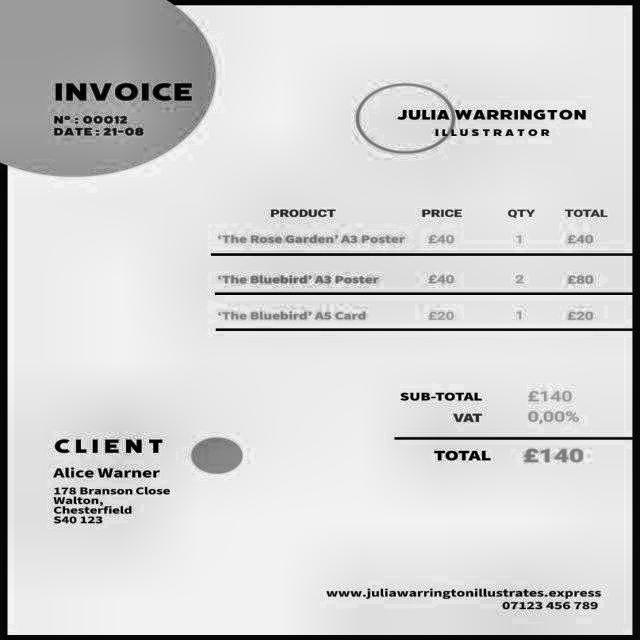 INVOICE
Nº : 00012
DATE : 21-08
JULIA WARRINGTON
ILLUSTRATOR
PRODUCT PRICE QTY TOTAL
'The Rose Garden' A3 Poster £40 1 £40
'The Bluebird' A3 Poster £40 2 £80
'The Bluebird' A5 Card £20 1 £20
SUB-TOTAL £140
VAT 0,00%
TOTAL £140
CLIENT
Alice Warner
178 Branson Close
Walton,
Chesterfield
S40 123
www.juliawarringtonillustrates.express
07123 456 789